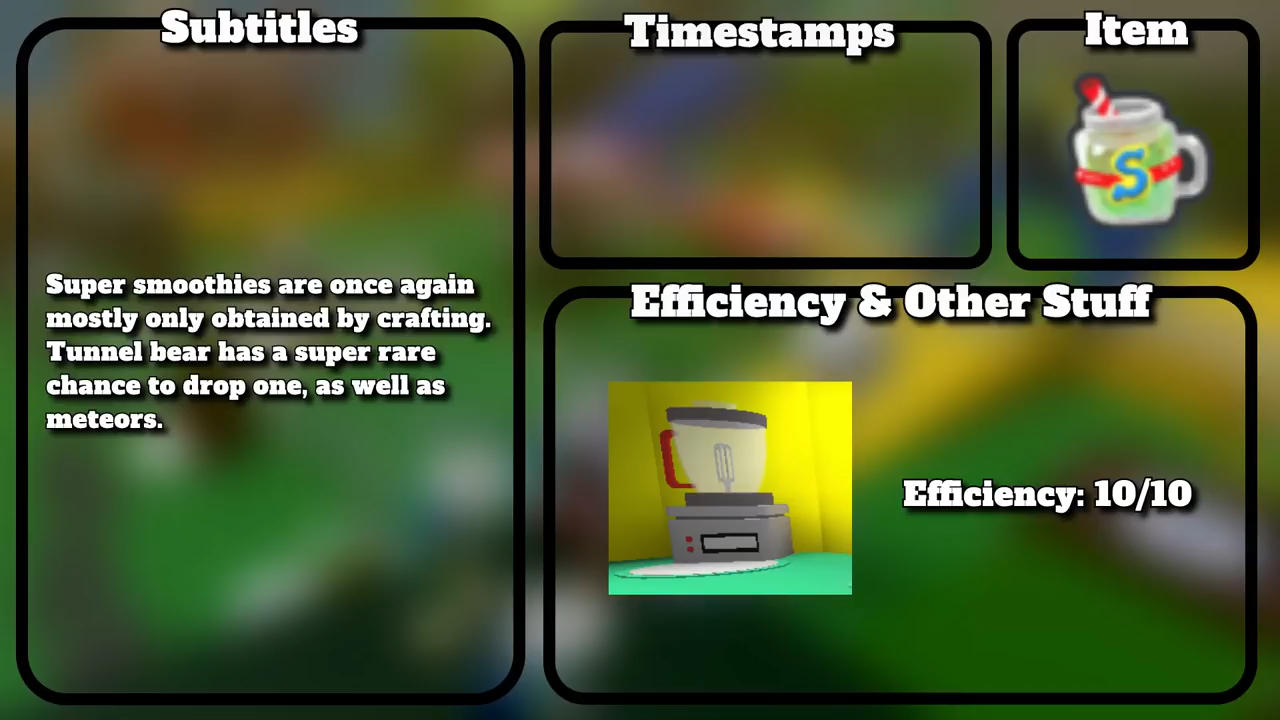 Subtitles
Super smoothies are once again
mostly only obtained by crafting.
Tunnel bear has a super rare
chance to drop one, as well as
meteors.
Timestamps
Item
S
Efficiency & Other Stuff
Efficiency: 10/10